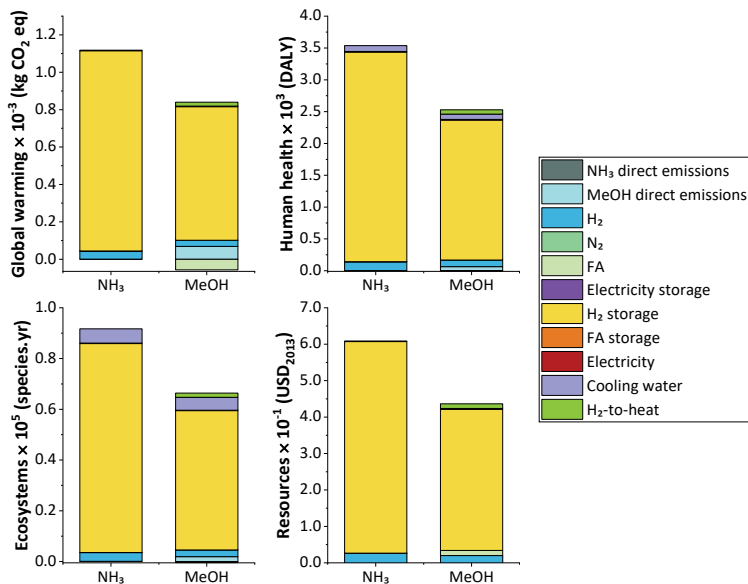 Global warming × 10⁻³ (kg CO₂ eq)
1.2
1.0
0.8
0.6
0.4
0.2
0.0
NH₃
MeOH
Human health × 10³ (DALY)
4.0
3.5
3.0
2.5
2.0
1.5
1.0
0.5
0.0
NH₃
MeOH
Ecosystems × 10⁵ (species.yr)
1.0
0.8
0.6
0.4
0.2
0.0
NH₃
MeOH
Resources × 10⁻¹ (USD₂₀₁₃)
7.0
6.0
5.0
4.0
3.0
2.0
1.0
0.0
NH₃
MeOH
NH₃ direct emissions
MeOH direct emissions
H₂
N₂
FA
Electricity storage
H₂ storage
FA storage
Electricity
Cooling water
H₂-to-heat